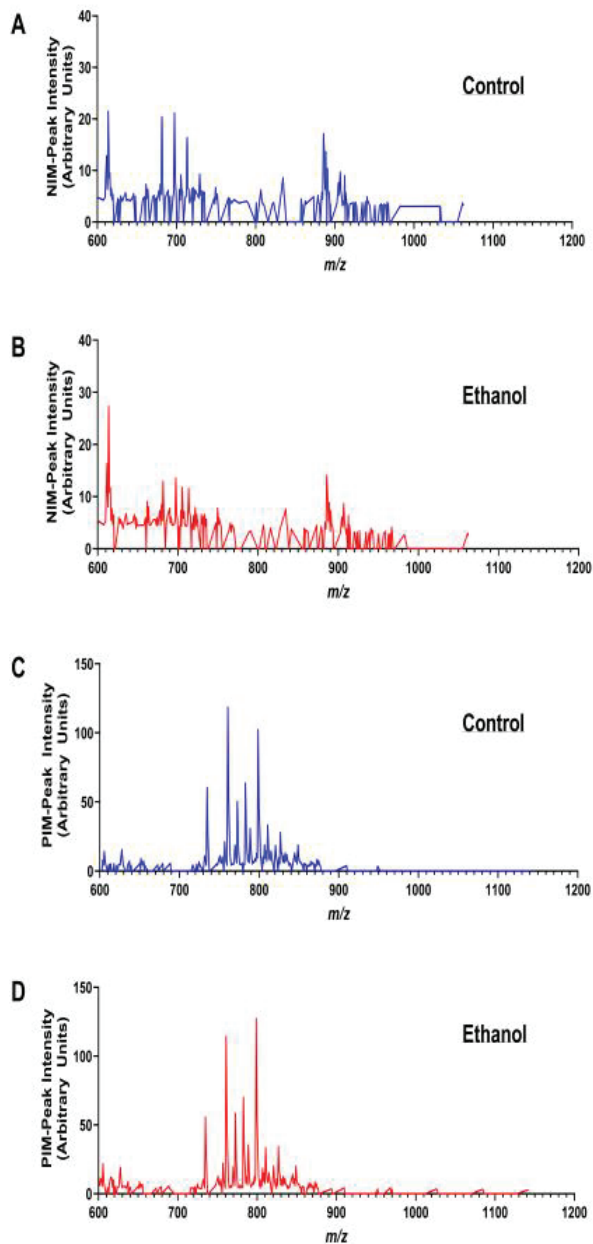 A
NIM-Peak Intensity
(Arbitrary Units)
40
30
20
10
0
Control
600 700 800 900 1000 1100 1200
m/z
B
NIM-Peak Intensity
(Arbitrary Units)
40
30
20
10
0
Ethanol
600 700 800 900 1000 1100 1200
m/z
C
PIM-Peak Intensity
(Arbitrary Units)
150
100
50
0
Control
600 700 800 900 1000 1100 1200
m/z
D
PIM-Peak Intensity
(Arbitrary Units)
150
100
50
0
Ethanol
600 700 800 900 1000 1100 1200
m/z